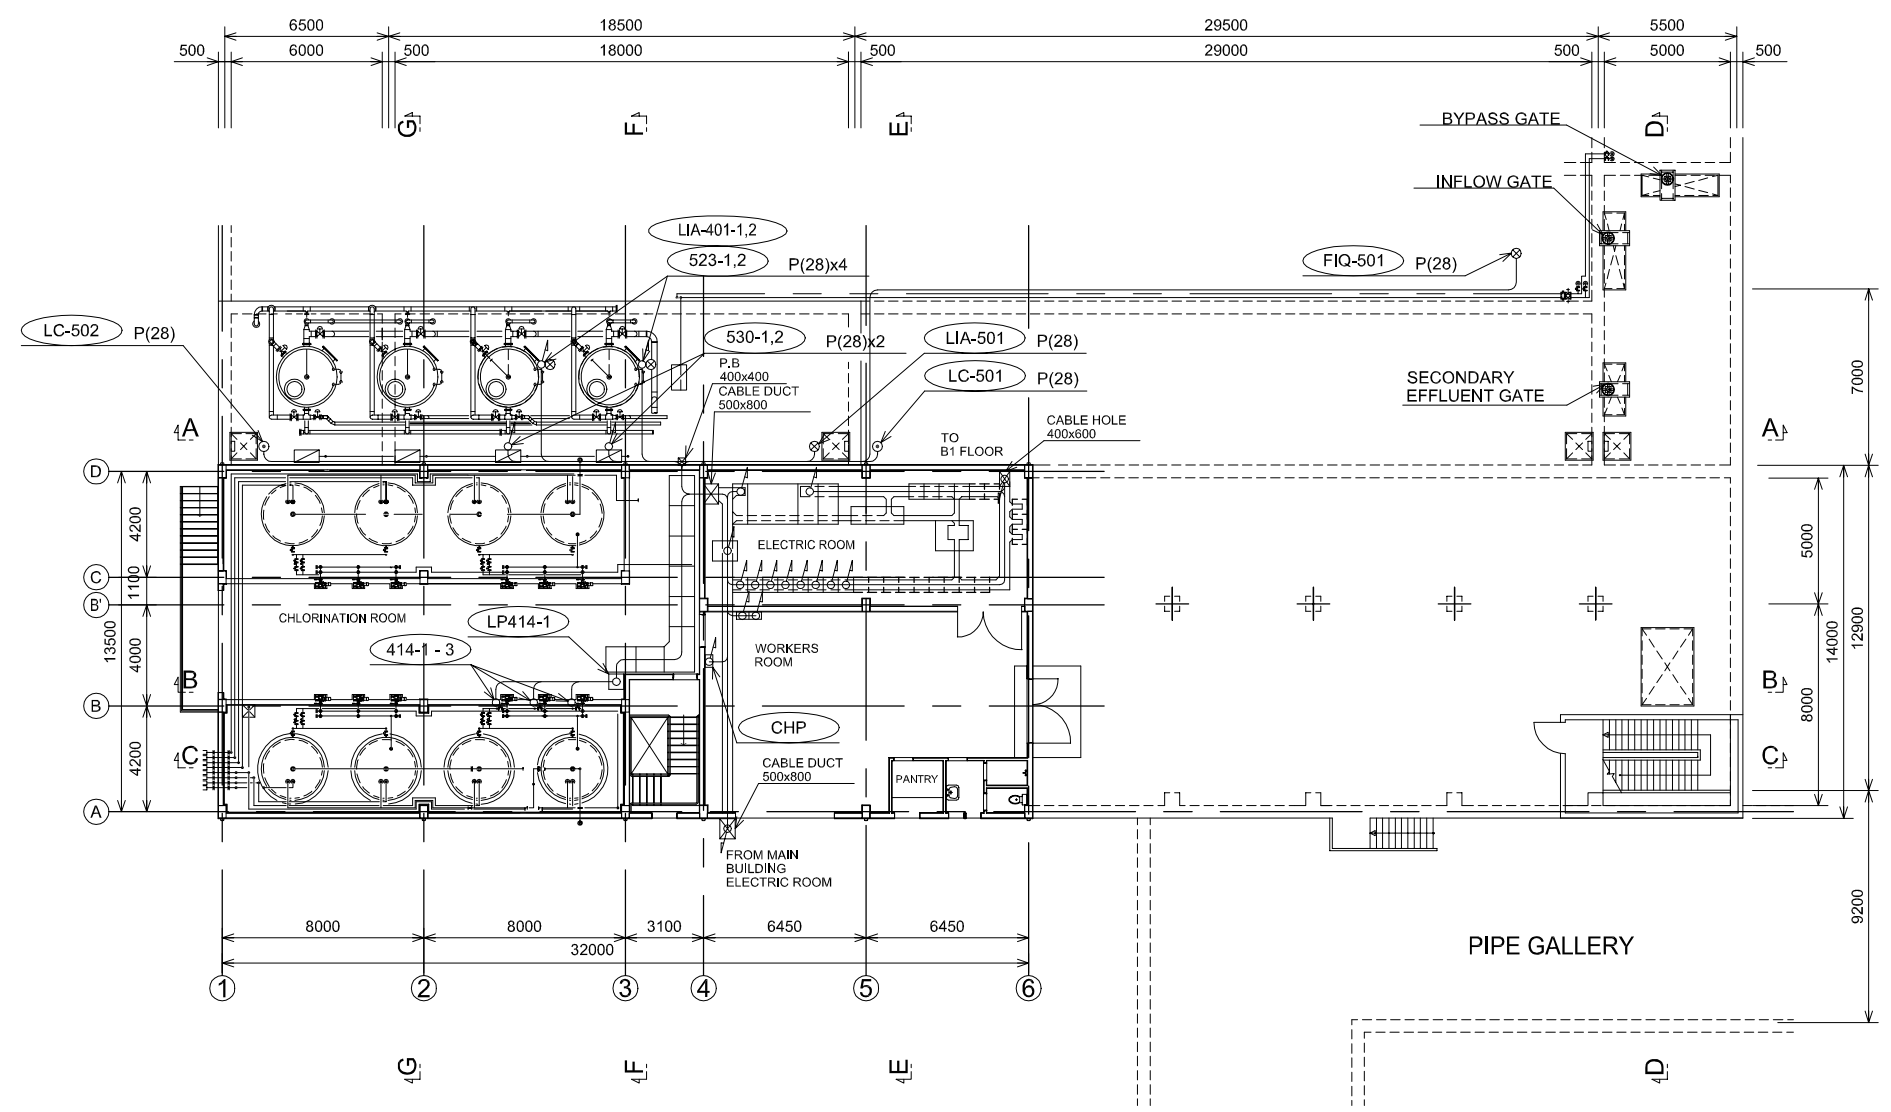 6500 18500 29500 5500
500 6000 500 18000 500 29000 500 5000 500
G F E D
BYPASS GATE
INFLOW GATE
LIA-401-1,2
523-1,2 P(28)x4
FIQ-501 P(28)
LC-502 P(28)
530-1,2 P(28)x2
LIA-501 P(28)
P.B
400x400
CABLE DUCT
500x800
LC-501 P(28)
SECONDARY
EFFLUENT GATE
7000
CABLE HOLE
400x600
TO
B1 FLOOR
A A
D
4200
ELECTRIC ROOM
5000
C
1100
B'
CHLORINATION ROOM
LP414-1
13500
4000
414-1 - 3
WORKERS
ROOM
14000
12900
B B
B
8000
CHP
C C
4200
CABLE DUCT
500x800
PANTRY
A
FROM MAIN
BUILDING
ELECTRIC ROOM
9200
8000 8000 3100 6450 6450
32000
PIPE GALLERY
1 2 3 4 5 6
G F E D